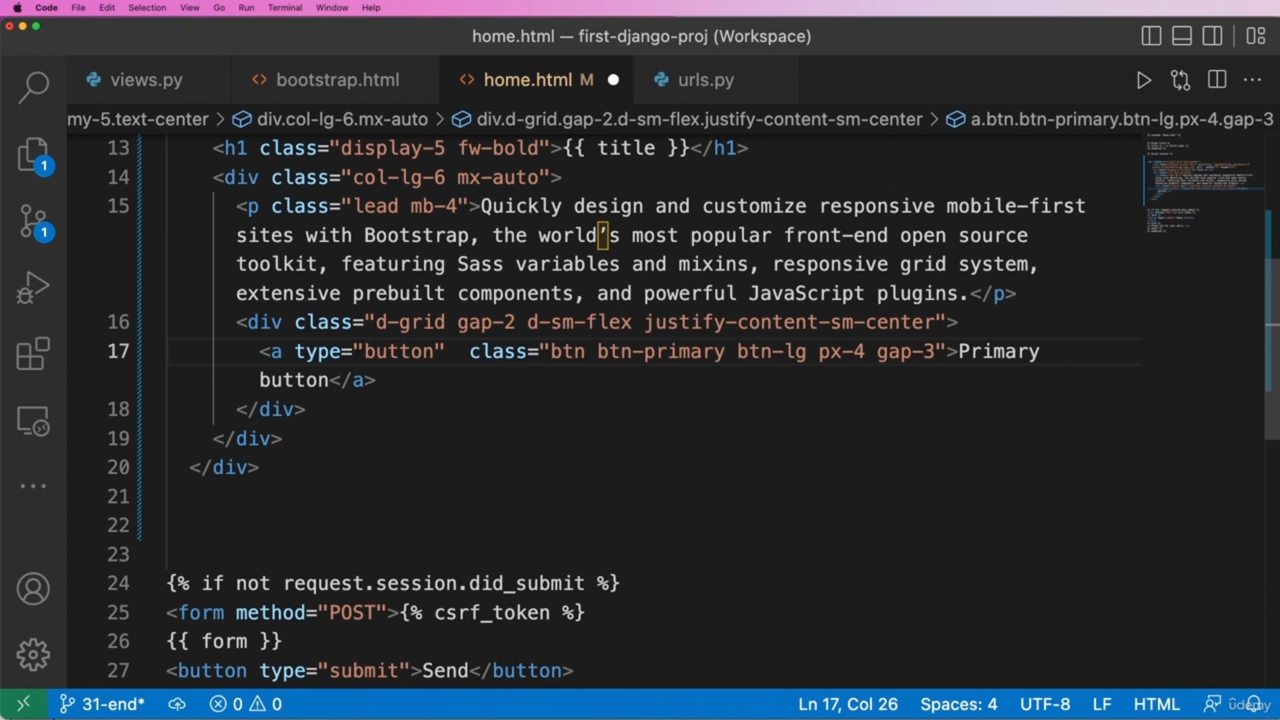 Code File Edit Selection View Go Run Terminal Window Help
home.html — first-django-proj (Workspace)
views.py bootstrap.html home.html M urls.py
my-5.text-center > div.col-lg-6.mx-auto > div.d-grid.gap-2.d-sm-flex.justify-content-sm-center > a.btn.btn-primary.btn-lg.px-4.gap-3
13 <h1 class="display-5 fw-bold">{{ title }}</h1>
14 <div class="col-lg-6 mx-auto">
15 <p class="lead mb-4">Quickly design and customize responsive mobile-first
sites with Bootstrap, the world’s most popular front-end open source
toolkit, featuring Sass variables and mixins, responsive grid system,
extensive prebuilt components, and powerful JavaScript plugins.</p>
16 <div class="d-grid gap-2 d-sm-flex justify-content-sm-center">
17 <a type="button"  class="btn btn-primary btn-lg px-4 gap-3">Primary
button</a>
18 </div>
19 </div>
20 </div>
21
22
23
24 {% if not request.session.did_submit %}
25 <form method="POST">{% csrf_token %}
26 {{ form }}
27 <button type="submit">Send</button>
1
1
31-end* 0 0 Ln 17, Col 26 Spaces: 4 UTF-8 LF HTML
ûdemy